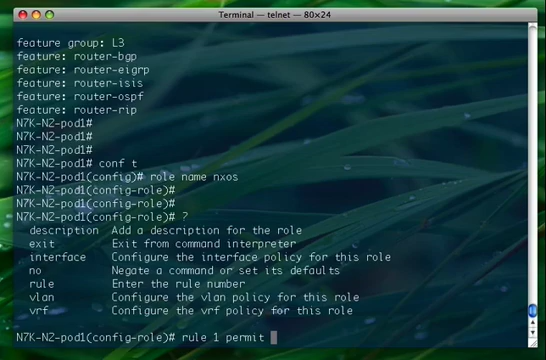 Terminal — telnet — 80×24
feature group: L3
feature: router-bgp
feature: router-eigrp
feature: router-isis
feature: router-ospf
feature: router-rip
N7K-N2-pod1#
N7K-N2-pod1#
N7K-N2-pod1#
N7K-N2-pod1# conf t
N7K-N2-pod1(config)# role name nxos
N7K-N2-pod1(config-role)#
N7K-N2-pod1(config-role)#
N7K-N2-pod1(config-role)# ?
description  Add a description for the role
exit         Exit from command interpreter
interface    Configure the interface policy for this role
no           Negate a command or set its defaults
rule         Enter the rule number
vlan         Configure the vlan policy for this role
vrf          Configure the vrf policy for this role
N7K-N2-pod1(config-role)# rule 1 permit